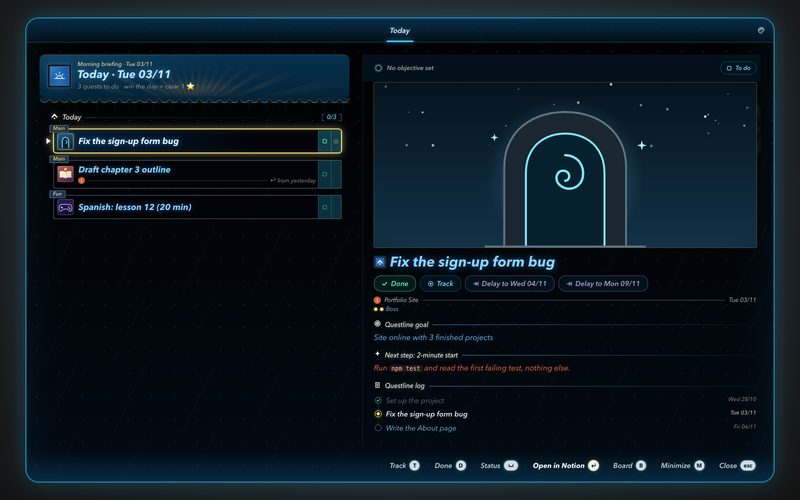 Today
Morning briefing · Tue 03/11
Today · Tue 03/11
3 quests to do · win the day = clear 1
Today
[ 0/3 ]
Main
Fix the sign-up form bug
Main
Draft chapter 3 outline
↵ from yesterday
Fun
Spanish: lesson 12 (20 min)
No objective set
To do
Fix the sign-up form bug
Done
Track
Delay to Wed 04/11
Delay to Mon 09/11
Portfolio Site
Tue 03/11
Boss
Questline goal
Site online with 3 finished projects
Next step: 2-minute start
Run npm test and read the first failing test, nothing else.
Questline log
Set up the project
Wed 28/10
Fix the sign-up form bug
Tue 03/11
Write the About page
Fri 06/11
Track T Done D Status Open in Notion ↵ Board B Minimize M Close esc